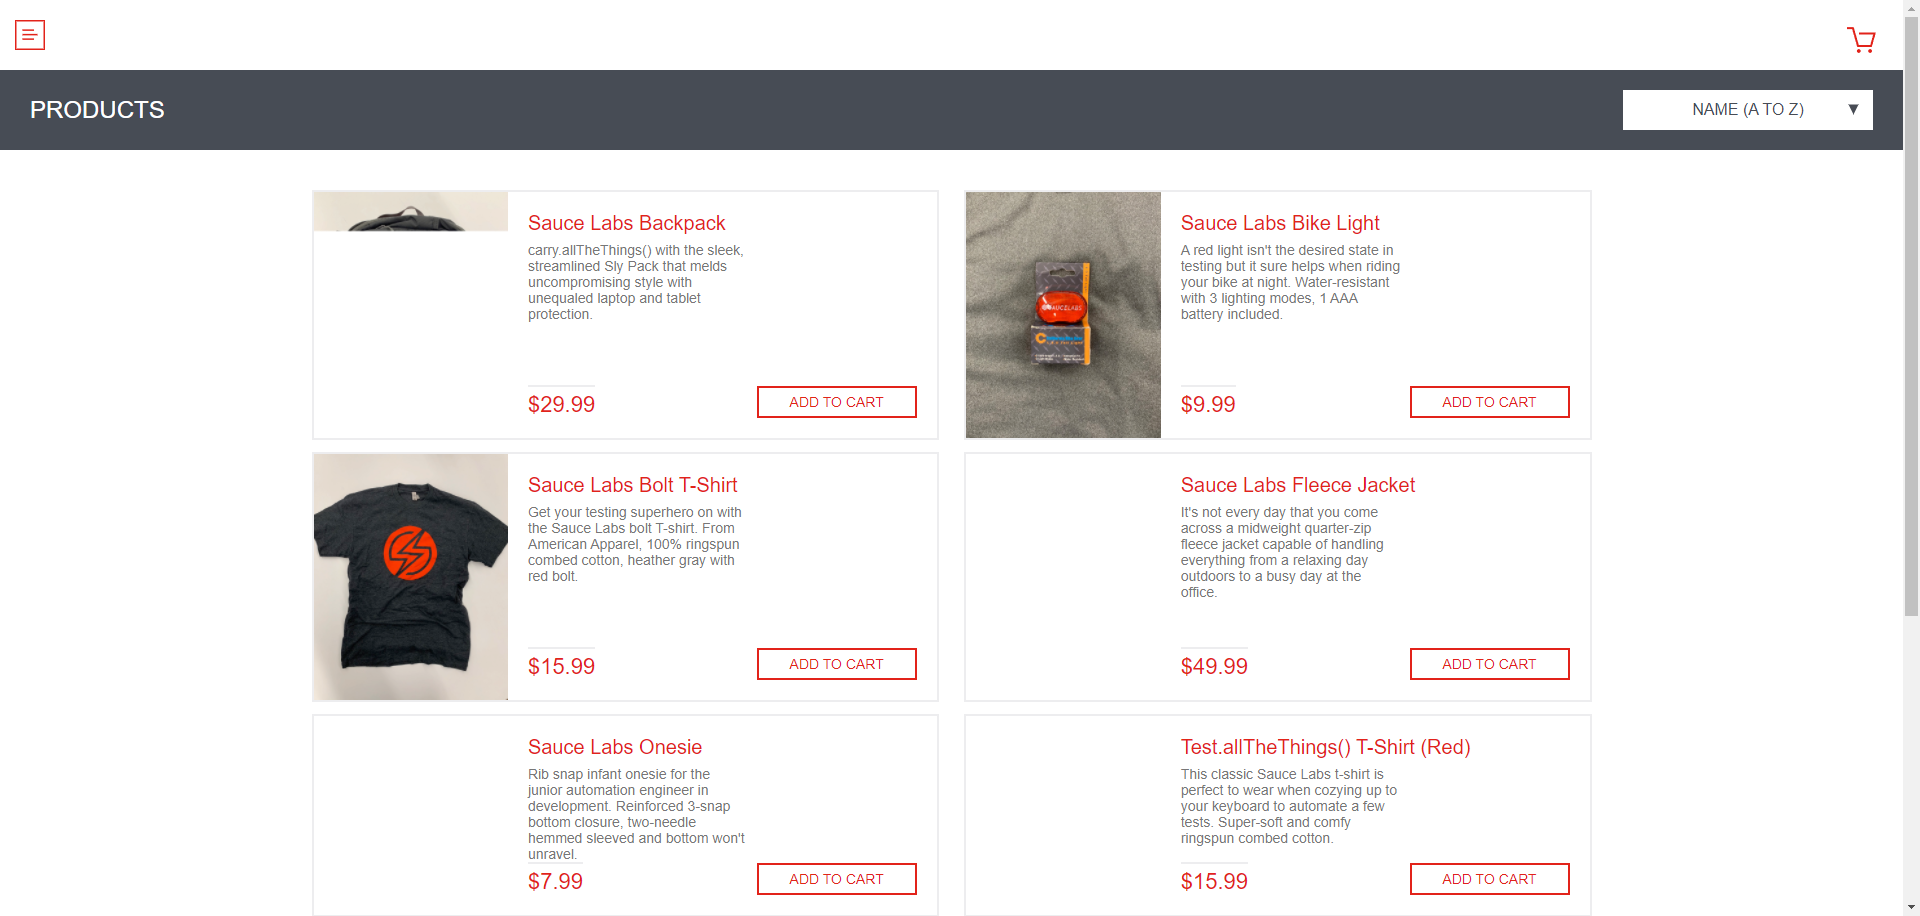 PRODUCTS
NAME (A TO Z)
Sauce Labs Backpack
carry.allTheThings() with the sleek,
streamlined Sly Pack that melds
uncompromising style with
unequaled laptop and tablet
protection.
$29.99
ADD TO CART
SAUCELABS
Sauce Labs Bike Light
A red light isn't the desired state in
testing but it sure helps when riding
your bike at night. Water-resistant
with 3 lighting modes, 1 AAA
battery included.
$9.99
ADD TO CART
Sauce Labs Bolt T-Shirt
Get your testing superhero on with
the Sauce Labs bolt T-shirt. From
American Apparel, 100% ringspun
combed cotton, heather gray with
red bolt.
$15.99
ADD TO CART
Sauce Labs Fleece Jacket
It's not every day that you come
across a midweight quarter-zip
fleece jacket capable of handling
everything from a relaxing day
outdoors to a busy day at the
office.
$49.99
ADD TO CART
Sauce Labs Onesie
Rib snap infant onesie for the
junior automation engineer in
development. Reinforced 3-snap
bottom closure, two-needle
hemmed sleeved and bottom won't
unravel.
$7.99
ADD TO CART
Test.allTheThings() T-Shirt (Red)
This classic Sauce Labs t-shirt is
perfect to wear when cozying up to
your keyboard to automate a few
tests. Super-soft and comfy
ringspun combed cotton.
$15.99
ADD TO CART